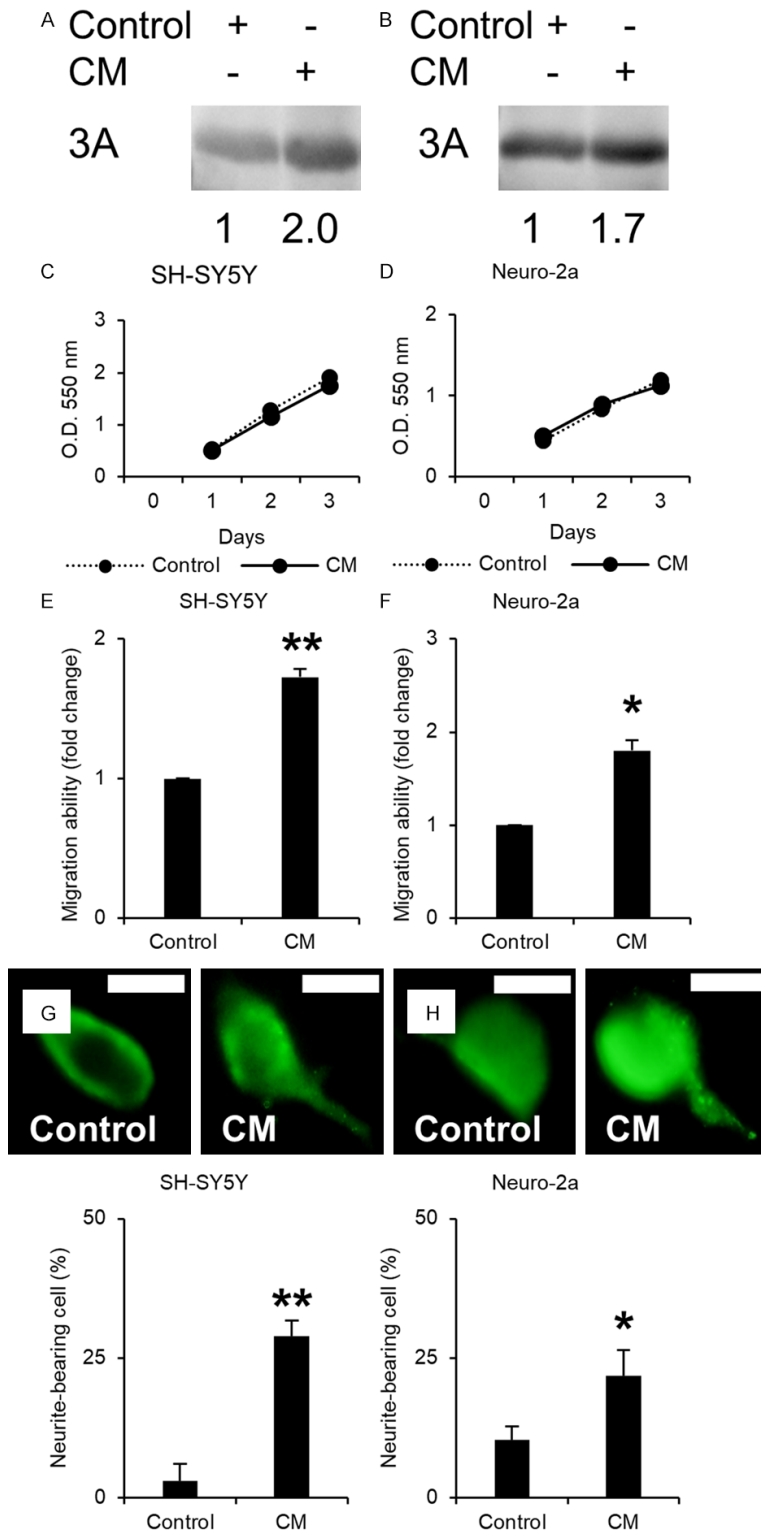 A Control + -
CM - +
3A
1 2.0
B Control + -
CM - +
3A
1 1.7
C SH-SY5Y
O.D. 550 nm
3
2
1
0
0 1 2 3
Days
Control CM
D Neuro-2a
O.D. 550 nm
2
1
0
0 1 2 3
Days
Control CM
E SH-SY5Y
Migration ability (fold change)
2
**
1
0
Control CM
F Neuro-2a
Migration ability (fold change)
3
2
*
1
0
Control CM
G
Control CM
H
Control CM
SH-SY5Y
Neurite-bearing cell (%)
50
25
**
0
Control CM
Neuro-2a
Neurite-bearing cell (%)
50
25
*
0
Control CM